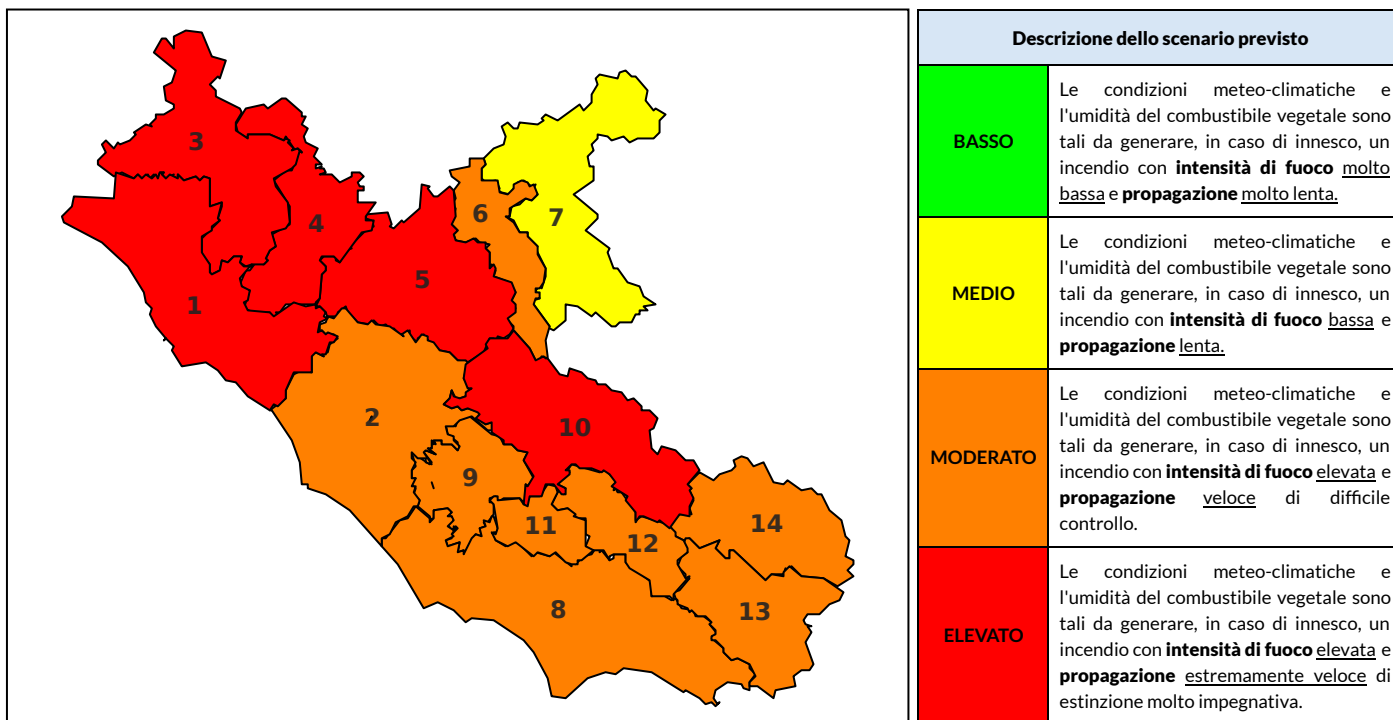 3
4
6
7
5
1
2
10
9
11
12
14
8
13
Descrizione dello scenario previsto
BASSO
Le condizioni meteo-climatiche e
l'umidità del combustibile vegetale sono
tali da generare, in caso di innesco, un
incendio con intensità di fuoco molto
bassa e propagazione molto lenta.
MEDIO
Le condizioni meteo-climatiche e
l'umidità del combustibile vegetale sono
tali da generare, in caso di innesco, un
incendio con intensità di fuoco bassa e
propagazione lenta.
MODERATO
Le condizioni meteo-climatiche e
l'umidità del combustibile vegetale sono
tali da generare, in caso di innesco, un
incendio con intensità di fuoco elevata e
propagazione veloce di difficile
controllo.
ELEVATO
Le condizioni meteo-climatiche e
l'umidità del combustibile vegetale sono
tali da generare, in caso di innesco, un
incendio con intensità di fuoco elevata e
propagazione estremamente veloce di
estinzione molto impegnativa.